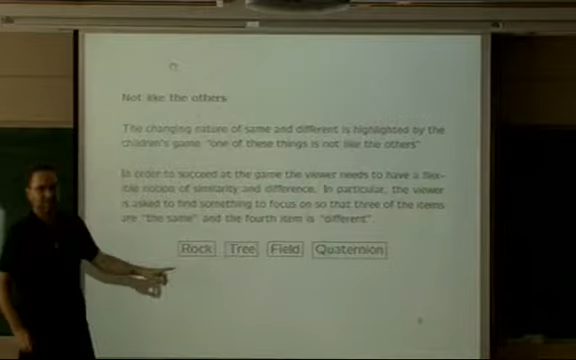 Not like the others
The changing nature of same and different is highlighted by the
children's game "one of these things is not like the others"
In order to succeed at the game the viewer needs to have a flex-
ible notion of similarity and difference. In particular, the viewer
is asked to find something to focus on so that three of the items
are "the same" and the fourth item is "different".
Rock Tree Field Quaternion